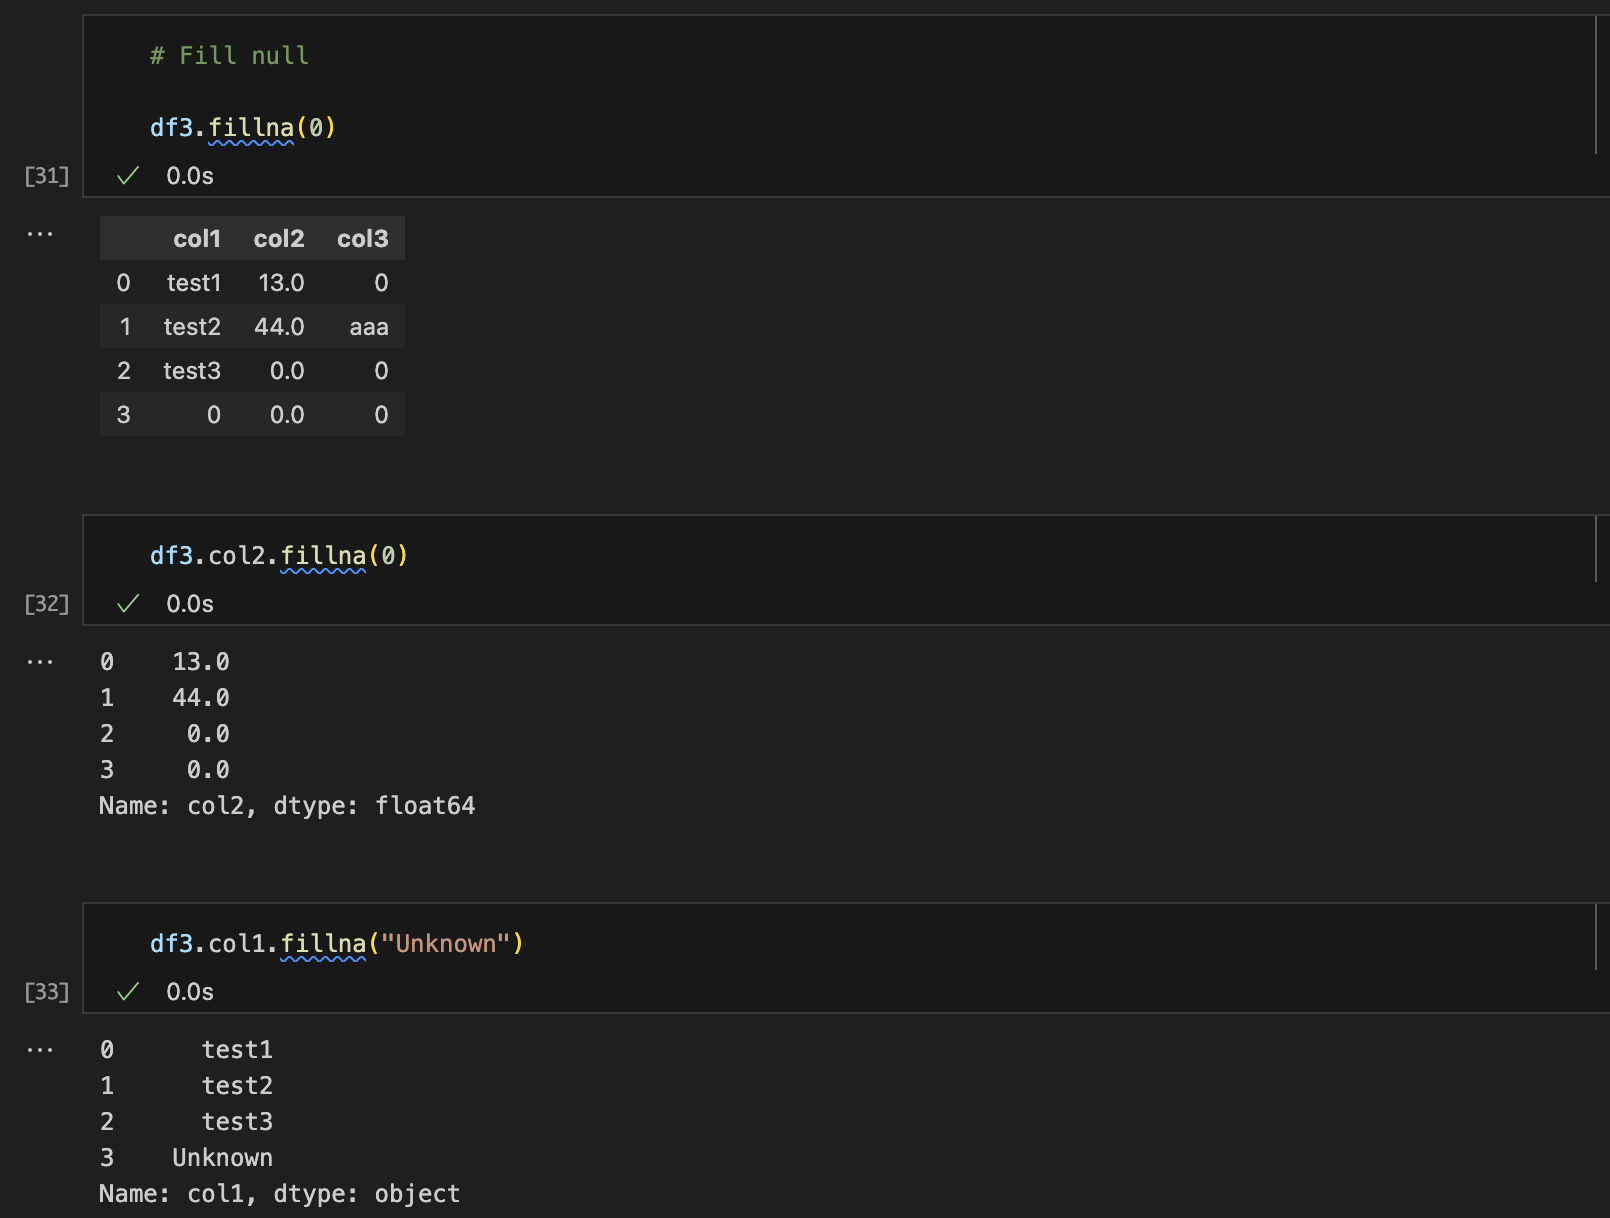 # Fill null
df3.fillna(0)
[31] ✓ 0.0s
...
col1 col2 col3
0 test1 13.0 0
1 test2 44.0 aaa
2 test3 0.0 0
3 0 0.0 0
df3.col2.fillna(0)
[32] ✓ 0.0s
...
0 13.0
1 44.0
2 0.0
3 0.0
Name: col2, dtype: float64
df3.col1.fillna("Unknown")
[33] ✓ 0.0s
...
0 test1
1 test2
2 test3
3 Unknown
Name: col1, dtype: object